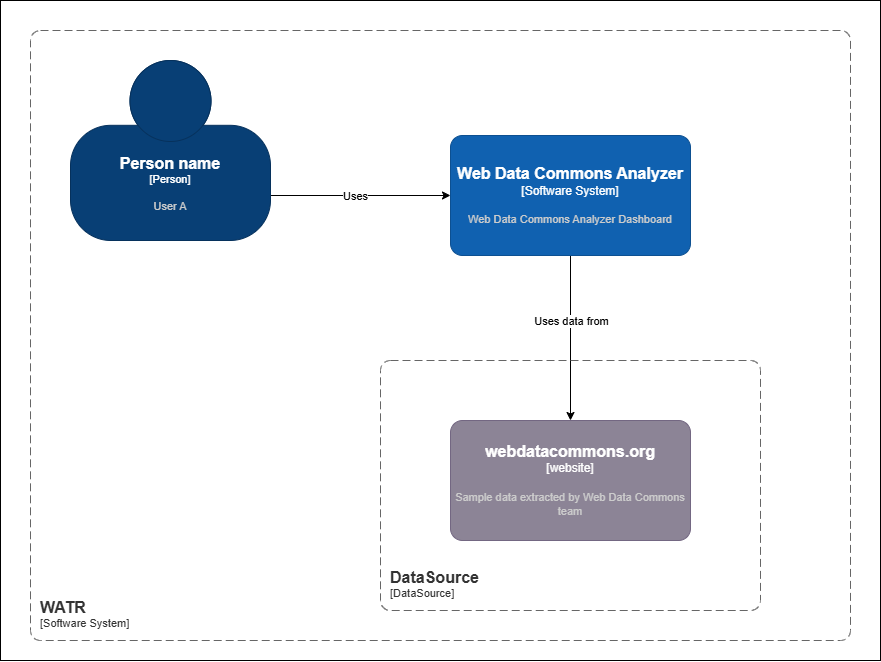 Person name
[Person]
User A
Uses
Web Data Commons Analyzer
[Software System]
Web Data Commons Analyzer Dashboard
Uses data from
webdatacommons.org
[website]
Sample data extracted by Web Data Commons
team
DataSource
[DataSource]
WATR
[Software System]